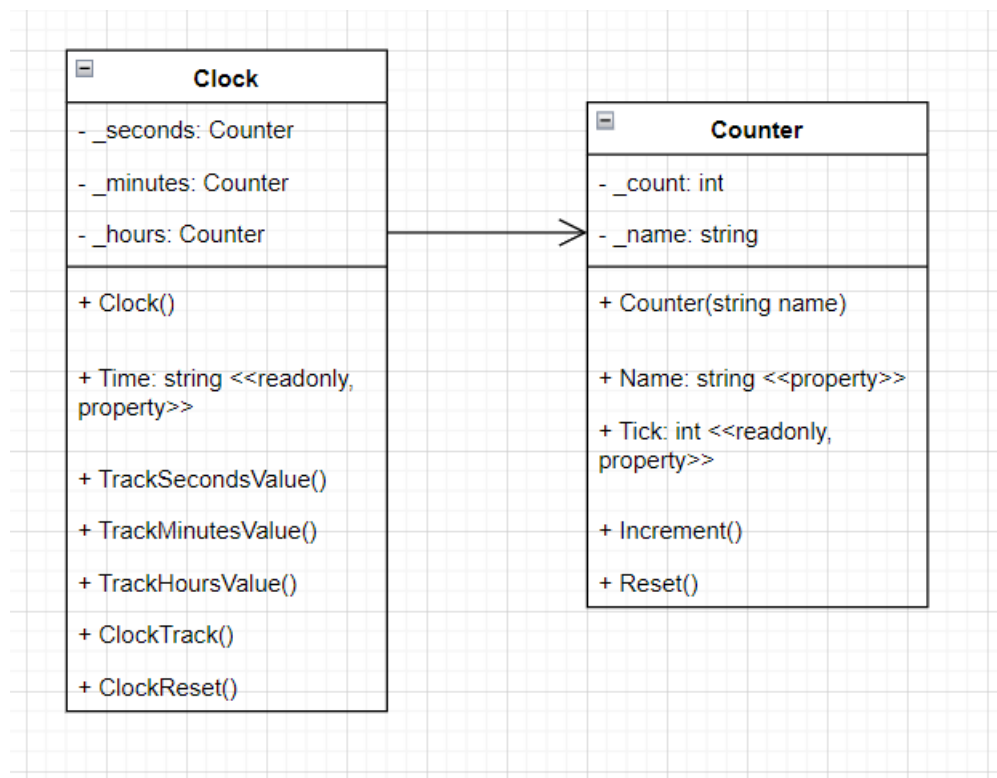 Clock
- _seconds: Counter
- _minutes: Counter
- _hours: Counter
+ Clock()
+ Time: string <<readonly,
property>>
+ TrackSecondsValue()
+ TrackMinutesValue()
+ TrackHoursValue()
+ ClockTrack()
+ ClockReset()
Counter
- _count: int
- _name: string
+ Counter(string name)
+ Name: string <<property>>
+ Tick: int <<readonly,
property>>
+ Increment()
+ Reset()